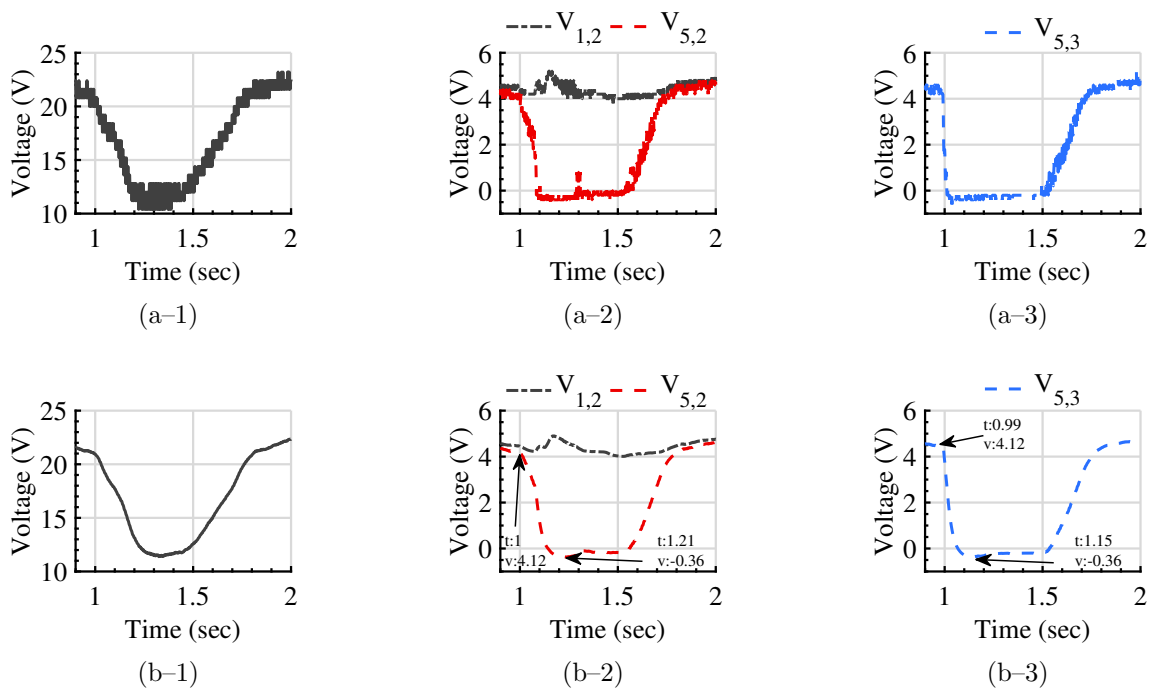 25
20
15
10
Voltage (V)
1
1.5
2
Time (sec)
(a–1)
V1,2 V5,2
6
4
2
0
Voltage (V)
1
1.5
2
Time (sec)
(a–2)
V5,3
6
4
2
0
Voltage (V)
1
1.5
2
Time (sec)
(a–3)
25
20
15
10
Voltage (V)
1
1.5
2
Time (sec)
(b–1)
V1,2 V5,2
6
4
2
0
Voltage (V)
t:1
v:4.12
t:1.21
v:-0.36
1
1.5
2
Time (sec)
(b–2)
V5,3
6
4
2
0
Voltage (V)
t:0.99
v:4.12
t:1.15
v:-0.36
1
1.5
2
Time (sec)
(b–3)